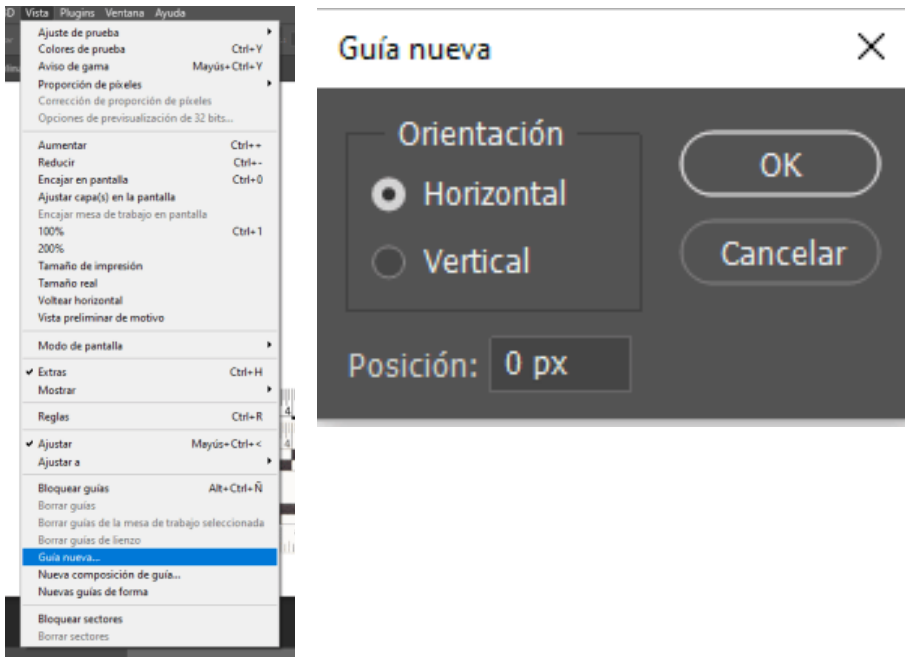 3D Vista Plugins Ventana Ayuda
Ajuste de prueba
Colores de prueba Ctrl+Y
Aviso de gama Mayús+Ctrl+Y
Proporción de píxeles
Corrección de proporción de píxeles
Opciones de previsualización de 32 bits...
Aumentar Ctrl++
Reducir Ctrl+-
Encajar en pantalla Ctrl+0
Ajustar capa(s) en la pantalla
Encajar mesa de trabajo en pantalla
100% Ctrl+1
200%
Tamaño de impresión
Tamaño real
Voltear horizontal
Vista preliminar de motivo
Modo de pantalla
Extras Ctrl+H
Mostrar
Reglas Ctrl+R
Ajustar Mayús+Ctrl+<
Ajustar a
Bloquear guías Alt+Ctrl+Ñ
Borrar guías
Borrar guías de la mesa de trabajo seleccionada
Borrar guías de lienzo
Guía nueva...
Nueva composición de guía...
Nuevas guías de forma
Bloquear sectores
Borrar sectores
4
4
Guía nueva
Orientación
Horizontal
Vertical
OK
Cancelar
Posición: 0 px